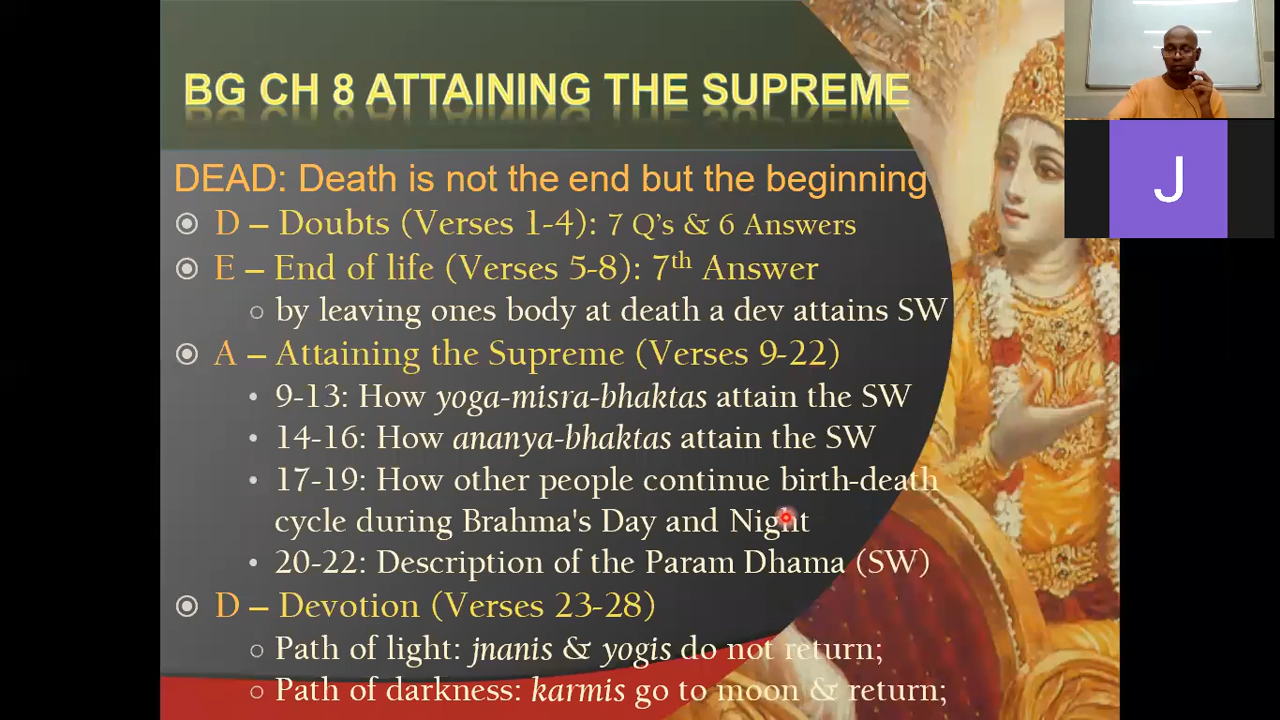 BG CH 8 ATTAINING THE SUPREME
DEAD: Death is not the end but the beginning
D – Doubts (Verses 1-4): 7 Q's & 6 Answers
E – End of life (Verses 5-8): 7th Answer
by leaving ones body at death a dev attains SW
A – Attaining the Supreme (Verses 9-22)
9-13: How yoga-misra-bhaktas attain the SW
14-16: How ananya-bhaktas attain the SW
17-19: How other people continue birth-death
cycle during Brahma's Day and Night
20-22: Description of the Param Dhama (SW)
D – Devotion (Verses 23-28)
Path of light: jnanis & yogis do not return;
Path of darkness: karmis go to moon & return;
J